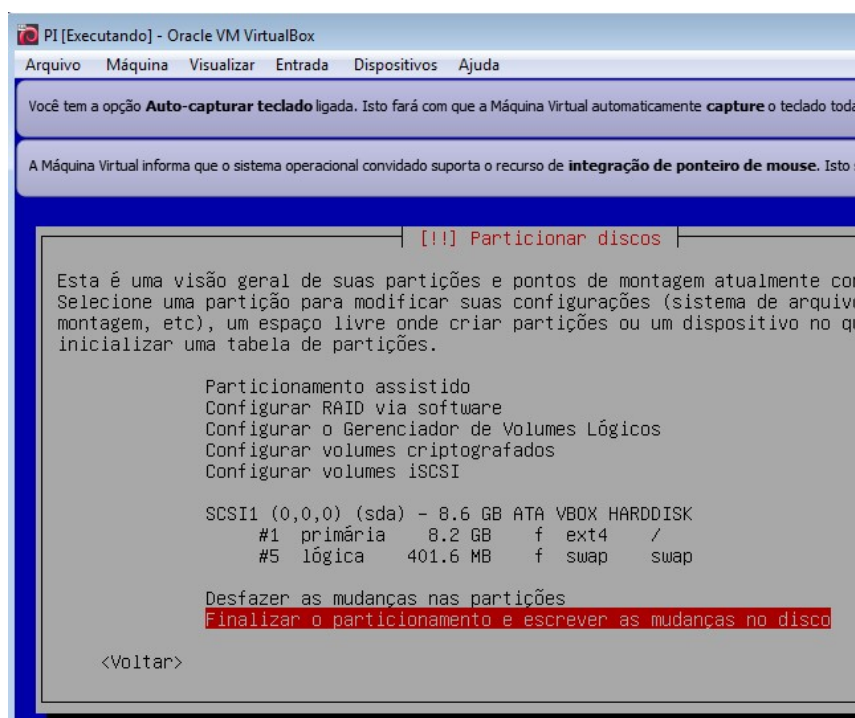 PI [Executando] - Oracle VM VirtualBox
Arquivo Máquina Visualizar Entrada Dispositivos Ajuda
Você tem a opção Auto-capturar teclado ligada. Isto fará com que a Máquina Virtual automaticamente capture o teclado toda
A Máquina Virtual informa que o sistema operacional convidado suporta o recurso de integração de ponteiro de mouse. Isto
[!!] Particionar discos
Esta é uma visão geral de suas partições e pontos de montagem atualmente co
Selecione uma partição para modificar suas configurações (sistema de arquiv
montagem, etc), um espaço livre onde criar partições ou um dispositivo no q
inicializar uma tabela de partições.
Particionamento assistido
Configurar RAID via software
Configurar o Gerenciador de Volumes Lógicos
Configurar volumes criptografados
Configurar volumes iSCSI
SCSI1 (0,0,0) (sda) - 8.6 GB ATA VBOX HARDDISK
#1 primária 8.2 GB f ext4 /
#5 lógica 401.6 MB f swap swap
Desfazer as mudanças nas partições
Finalizar o particionamento e escrever as mudanças no disco
<Voltar>